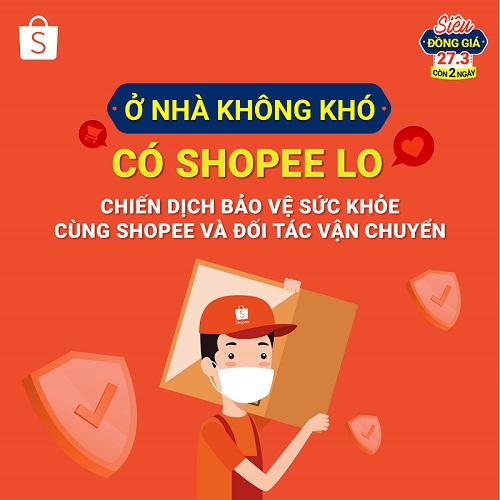 S
Siêu
ĐỒNG GIÁ
27.3
CÒN 2 NGÀY
Ở NHÀ KHÔNG KHÓ
CÓ SHOPEE LO
CHIẾN DỊCH BẢO VỆ SỨC KHỎE
CÙNG SHOPEE VÀ ĐỐI TÁC VẬN CHUYỂN
S
Shopee